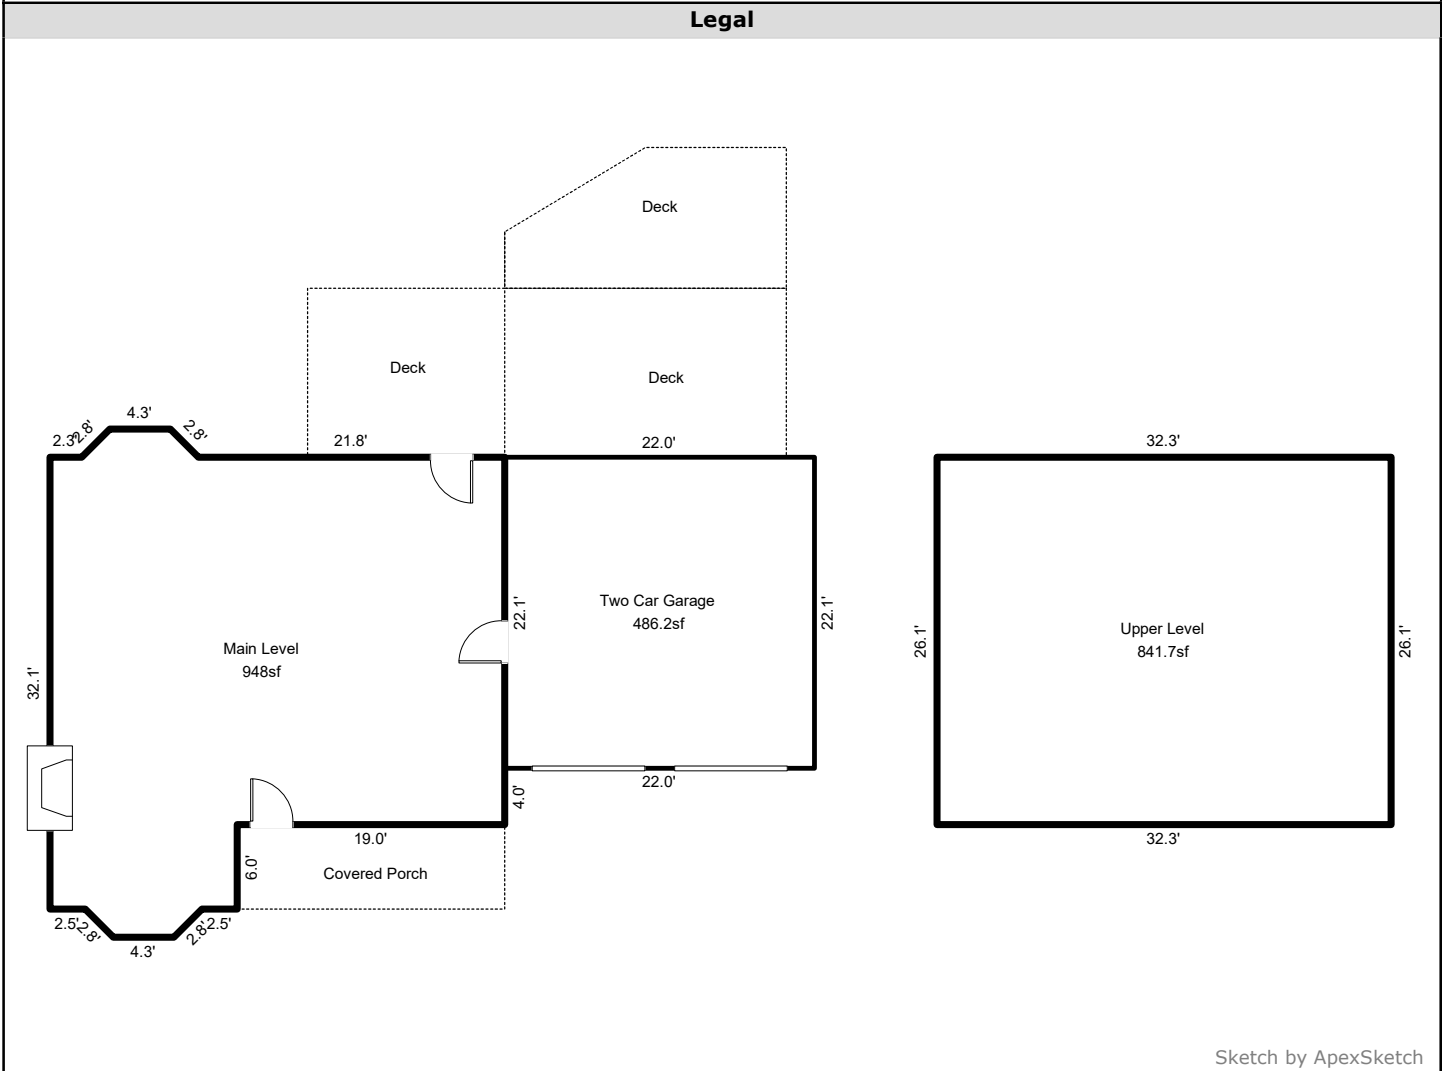 Legal
Deck
Deck
Deck
4.3'
2.3'
2.8'
2.8'
21.8'
22.0'
32.3'
Two Car Garage
486.2sf
22.1'
22.1'
Main Level
948sf
32.1'
Upper Level
841.7sf
26.1'
26.1'
22.0'
4.0'
19.0'
6.0'
Covered Porch
32.3'
2.5'
2.8'
4.3'
2.8'
2.5'
Sketch by ApexSketch